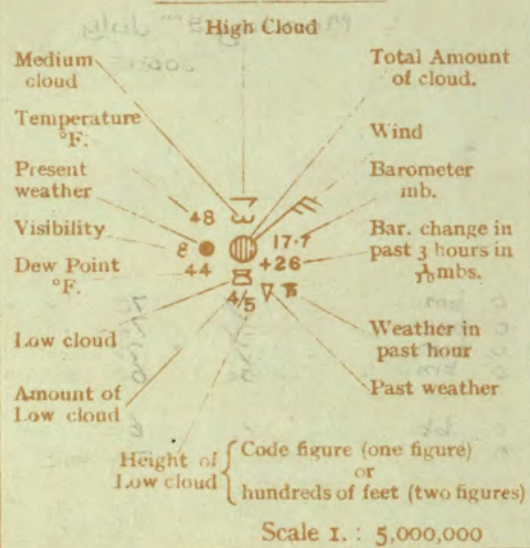 High Cloud
Medium
cloud
Total Amount
of cloud.
Temperature
°F.
Wind
Present
weather
Barometer
mb.
48
Visibility
8
17.7
Bar. change in
past 3 hours in
1/10 mbs.
+26
Dew Point
°F.
44
4/5
Low cloud
Weather in
past hour
Past weather
Amount of
Low cloud
Height of
Low cloud
Code figure (one figure)
or
hundreds of feet (two figures)
Scale 1. : 5,000,000